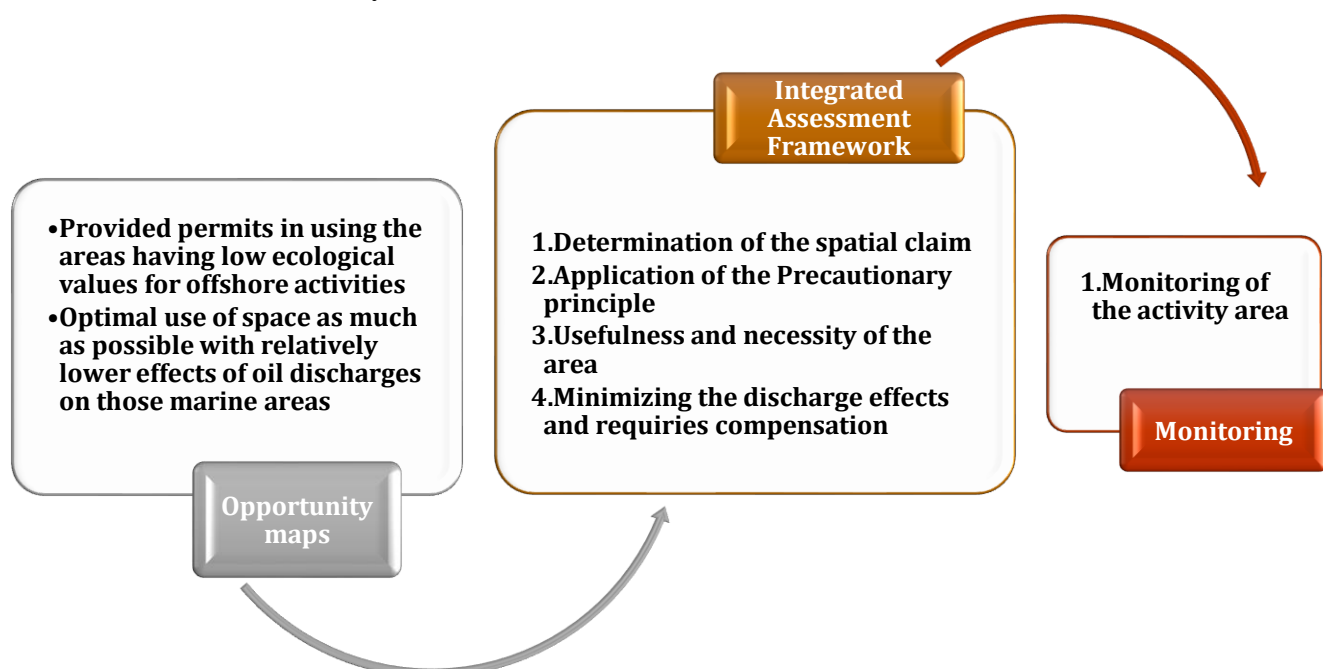 •Provided permits in using the
areas having low ecological
values for offshore activities
•Optimal use of space as much
as possible with relatively
lower effects of oil discharges
on those marine areas
Opportunity
maps
Integrated
Assessment
Framework
1.Determination of the spatial claim
2.Application of the Precautionary
principle
3.Usefulness and necessity of the
area
4.Minimizing the discharge effects
and requiries compensation
1.Monitoring of
the activity area
Monitoring